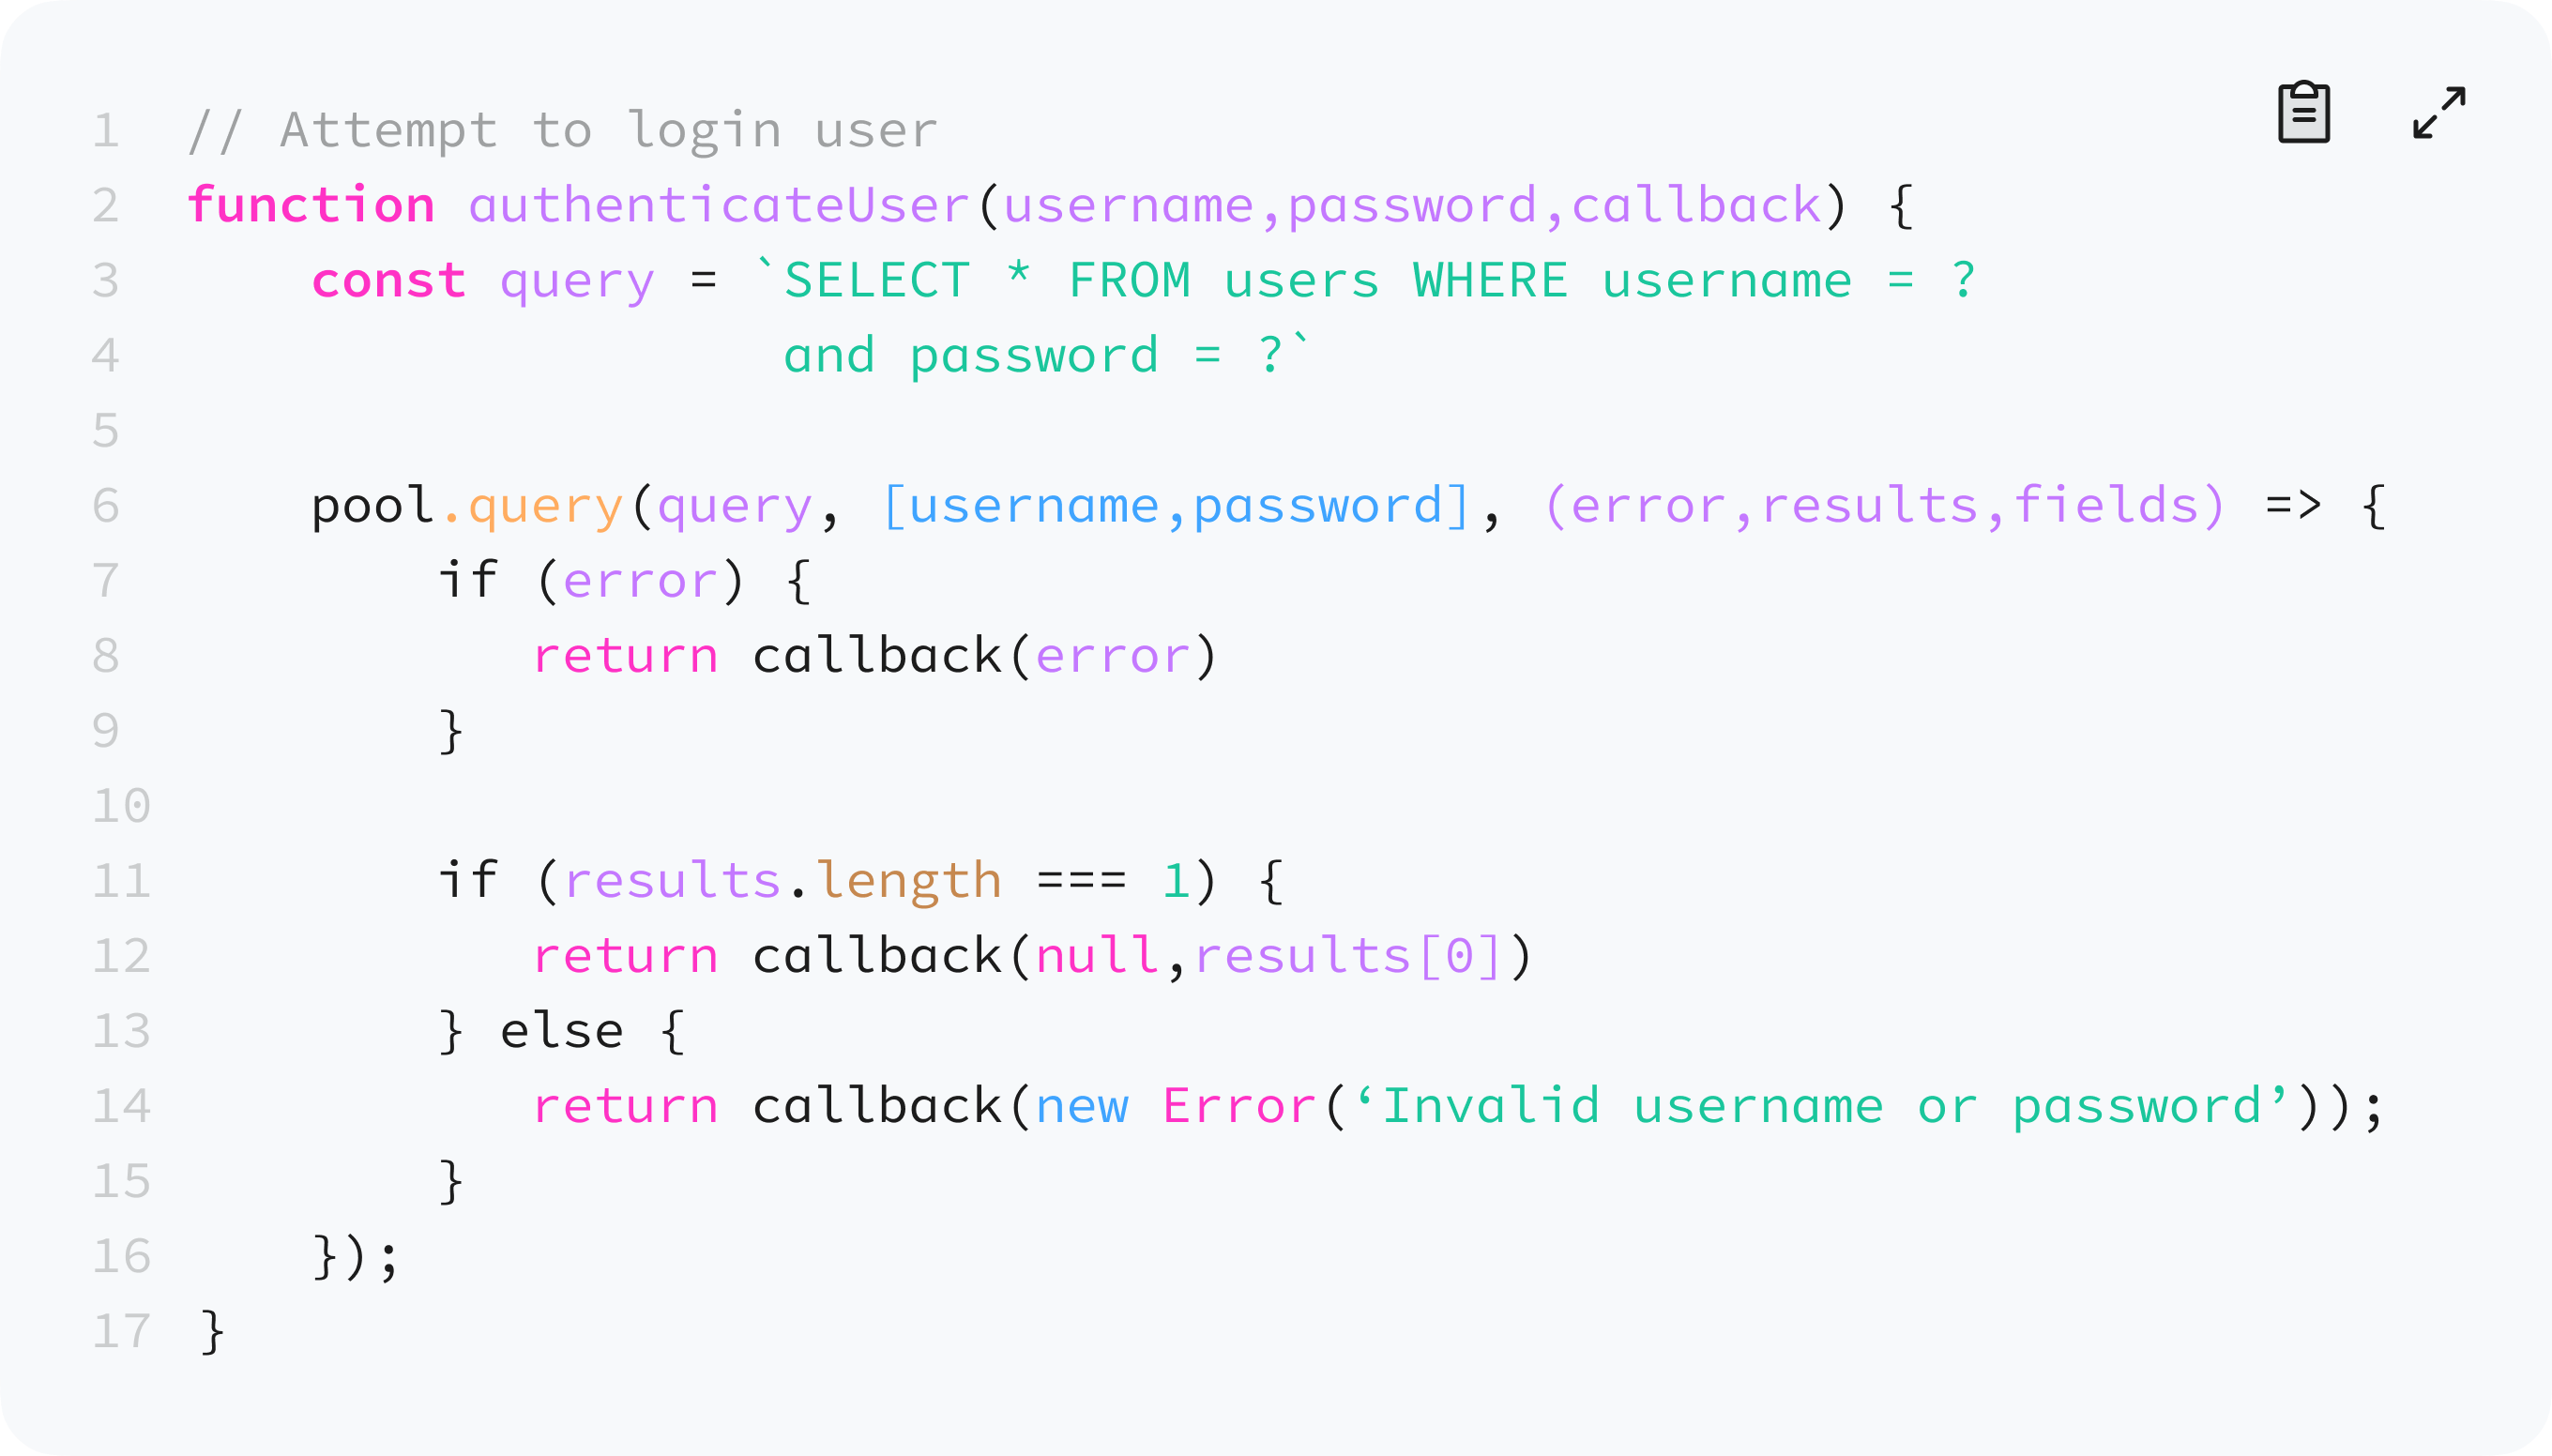 1 // Attempt to login user
2 function authenticateUser(username,password,callback) {
3     const query = `SELECT * FROM users WHERE username = ?
4                    and password = ?`
5
6     pool.query(query, [username,password], (error,results,fields) => {
7         if (error) {
8            return callback(error)
9         }
10
11         if (results.length === 1) {
12            return callback(null,results[0])
13         } else {
14            return callback(new Error(‘Invalid username or password’));
15         }
16     });
17 }